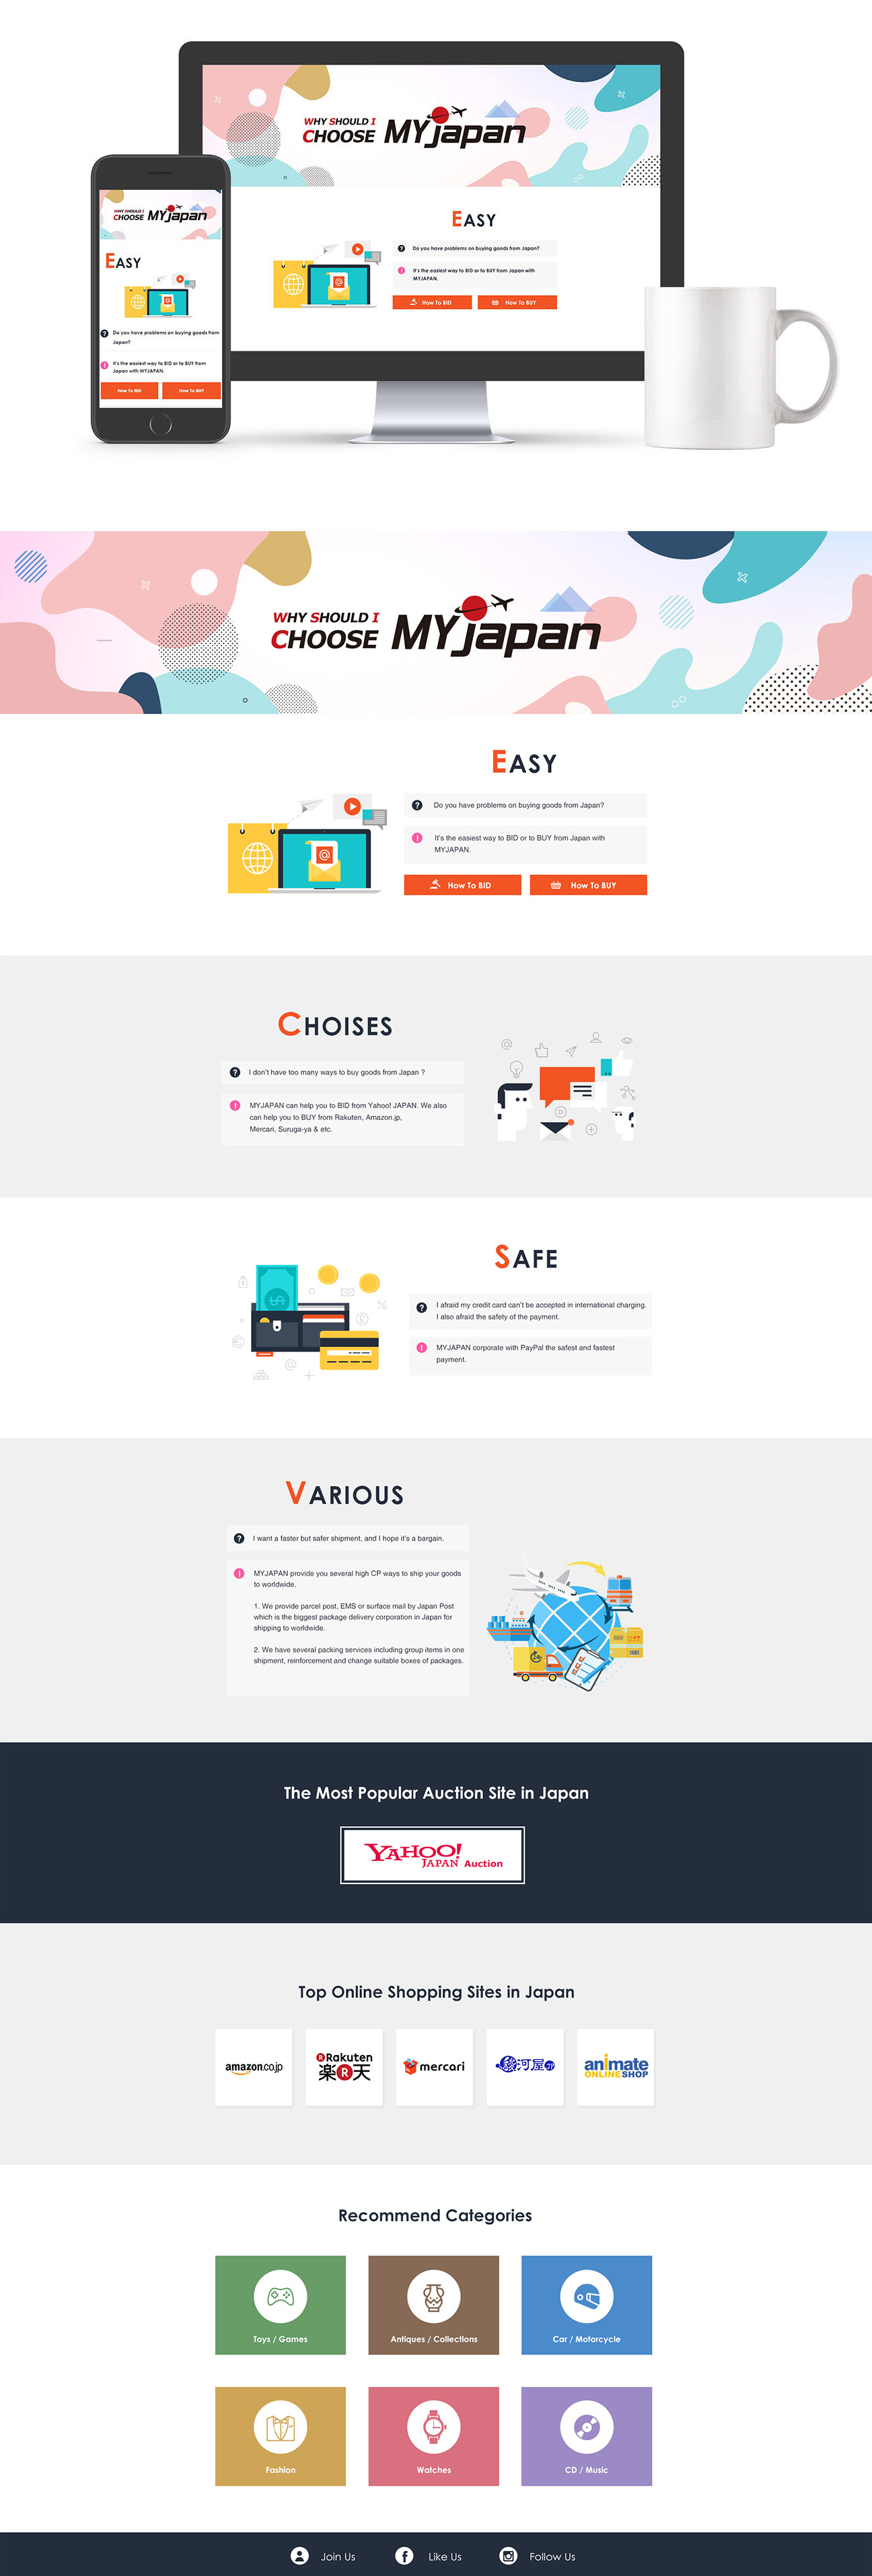 WHY SHOULD I
CHOOSE MYjapan
EASY
Do you have problems on buying goods from Japan?
It's the easiest way to BID or to BUY from Japan with
MYJAPAN.
How To BID
How To BUY
WHY SHOULD I
CHOOSE MYjapan
EASY
Do you have problems on buying goods from
Japan?
It's the easiest way to BID or to BUY from
Japan with MYJAPAN.
How To BID
How To BUY
WHY SHOULD I
CHOOSE MYjapan
EASY
Do you have problems on buying goods from Japan?
It's the easiest way to BID or to BUY from Japan with
MYJAPAN.
How To BID
How To BUY
CHOISES
I don't have too many ways to buy goods from Japan ?
MYJAPAN can help you to BID from Yahoo! JAPAN. We also
can help you to BUY from Rakuten, Amazon.jp,
Mercari, Suruga-ya & etc.
SAFE
I afraid my credit card can't be accepted in international charging.
I also afraid the safety of the payment.
MYJAPAN corporate with PayPal the safest and fastest
payment.
VARIOUS
I want a faster but safer shipment, and I hope it's a bargain.
MYJAPAN provide you several high CP ways to ship your goods
to worldwide.
1. We provide parcel post, EMS or surface mail by Japan Post
which is the biggest package delivery corporation in Japan for
shipping to worldwide.
2. We have several packing services including group items in one
shipment, reinforcement and change suitable boxes of packages.
24
The Most Popular Auction Site in Japan
YAHOO!
JAPAN Auction
Top Online Shopping Sites in Japan
amazon.co.jp
R Rakuten
楽R天
mercari
駿河屋
animate
ONLINESHOP
Recommend Categories
Toys / Games
Antiques / Collections
Car / Motorcycle
Fashion
Watches
CD / Music
Join Us
Like Us
Follow Us